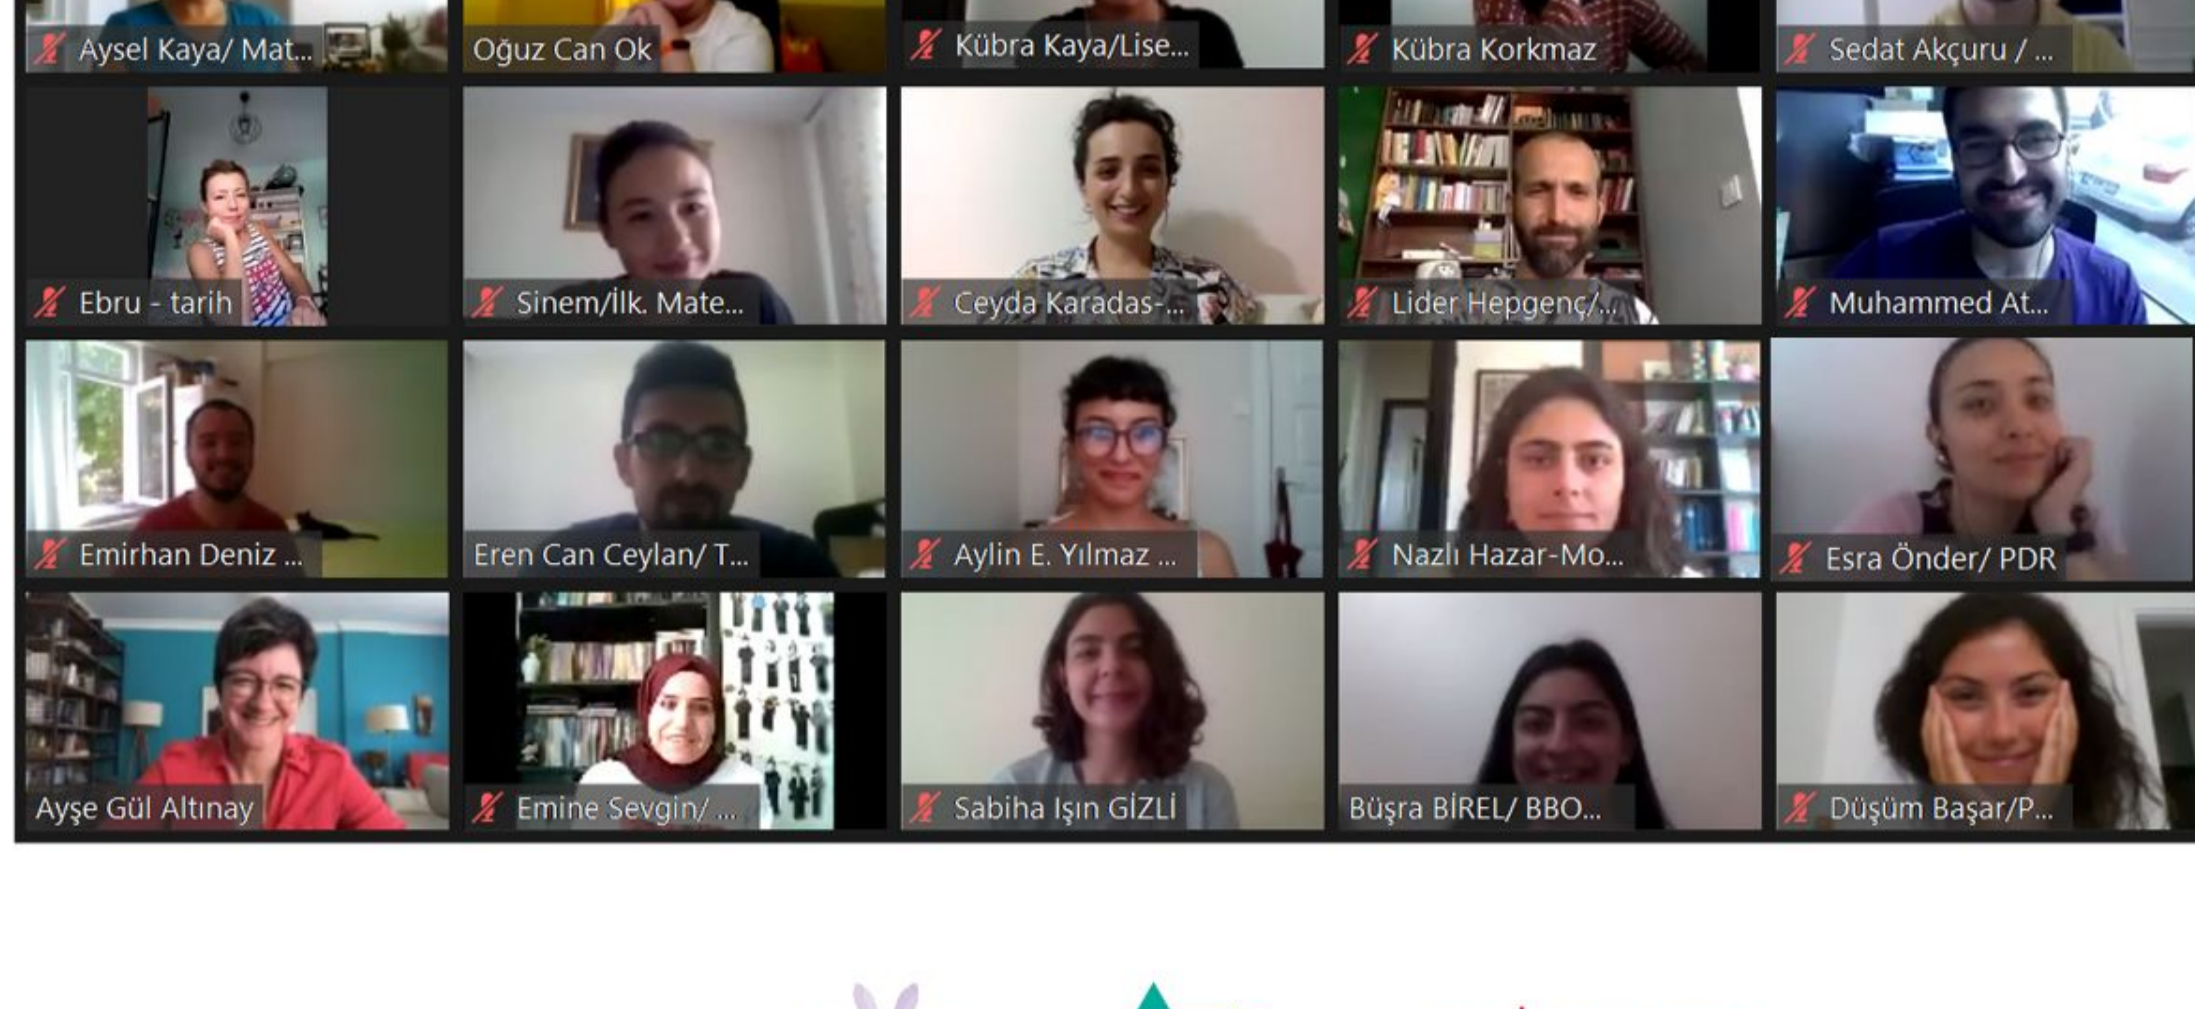 Aysel Kaya/ Mat...
Oğuz Can Ok
Kübra Kaya/Lise...
Kübra Korkmaz
Sedat Akçuru / ...
Ebru - tarih
Sinem/İlk. Mate...
Ceyda Karadas-...
Lider Hepgenç/...
Muhammed At...
Emirhan Deniz ...
Eren Can Ceylan/ T...
Aylin E. Yılmaz ...
Nazlı Hazar-Mo...
Esra Önder/ PDR
Ayşe Gül Altınay
Emine Sevgin/ ...
Sabiha Işın GİZLİ
Büşra BİREL/ BBO...
Düşüm Başar/P...